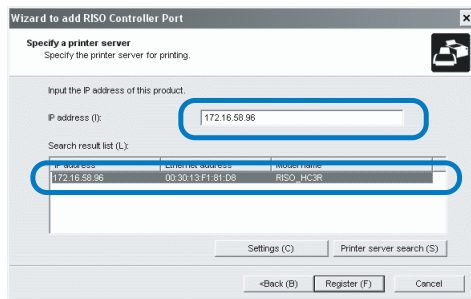 Wizard to add RISO Controller Port
Specify a printer server
Specify the printer server for printing.
Input the IP address of this product.
IP address (I): 172.16.58.96
Search result list (L):
IP address Ethernet address Model name
172.16.58.96 00:30:13:F1:81:D8 RISO_HC3R
Settings (C) Printer server search (S)
<Back (B) Register (F) Cancel